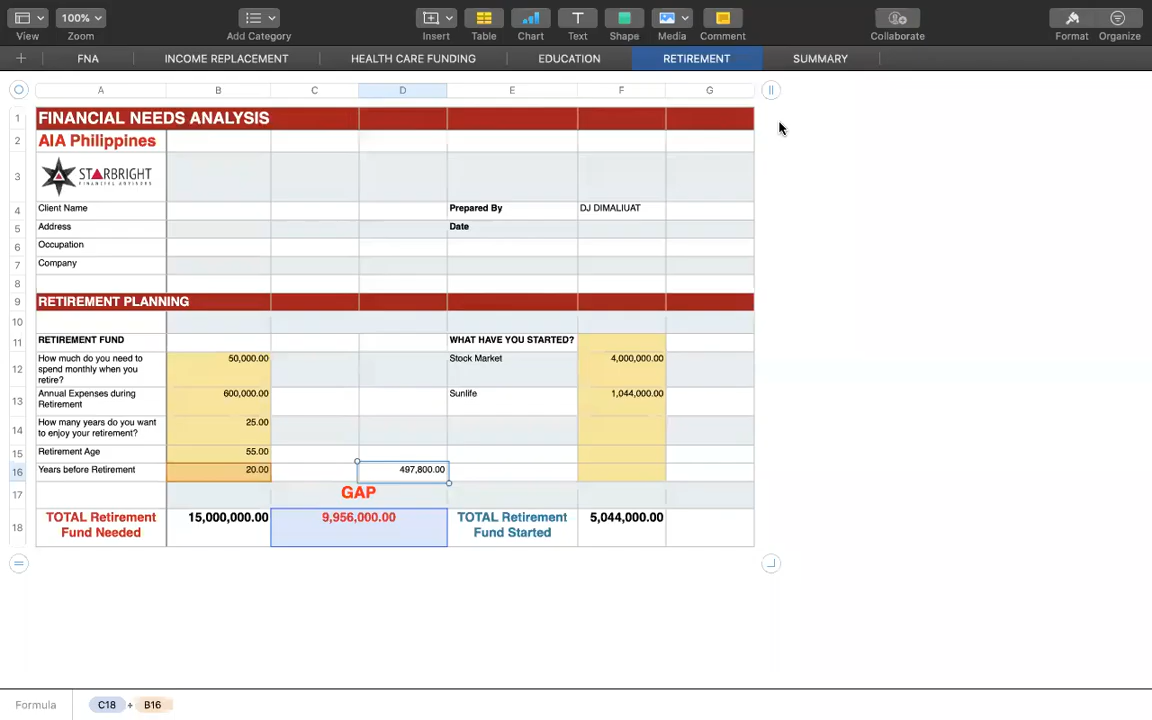 100%
View
Zoom
Add Category
Insert
Table
Chart
Text
Shape
Media
Comment
Collaborate
Format
Organize
FNA
INCOME REPLACEMENT
HEALTH CARE FUNDING
EDUCATION
RETIREMENT
SUMMARY
A B C D E F G
1 FINANCIAL NEEDS ANALYSIS
2 AIA Philippines
3 STARBRIGHT
FINANCIAL ADVISORS
4 Client Name Prepared By DJ DIMALIUAT
5 Address Date
6 Occupation
7 Company
8
9 RETIREMENT PLANNING
10
11 RETIREMENT FUND WHAT HAVE YOU STARTED?
12 How much do you need to spend monthly when you retire? 50,000.00 Stock Market 4,000,000.00
13 Annual Expenses during Retirement 600,000.00 Sunlife 1,044,000.00
14 How many years do you want to enjoy your retirement? 25.00
15 Retirement Age 55.00
16 Years before Retirement 20.00 497,800.00
17 GAP
18 TOTAL Retirement Fund Needed 15,000,000.00 9,956,000.00 TOTAL Retirement Fund Started 5,044,000.00
Formula C18 ÷ B16